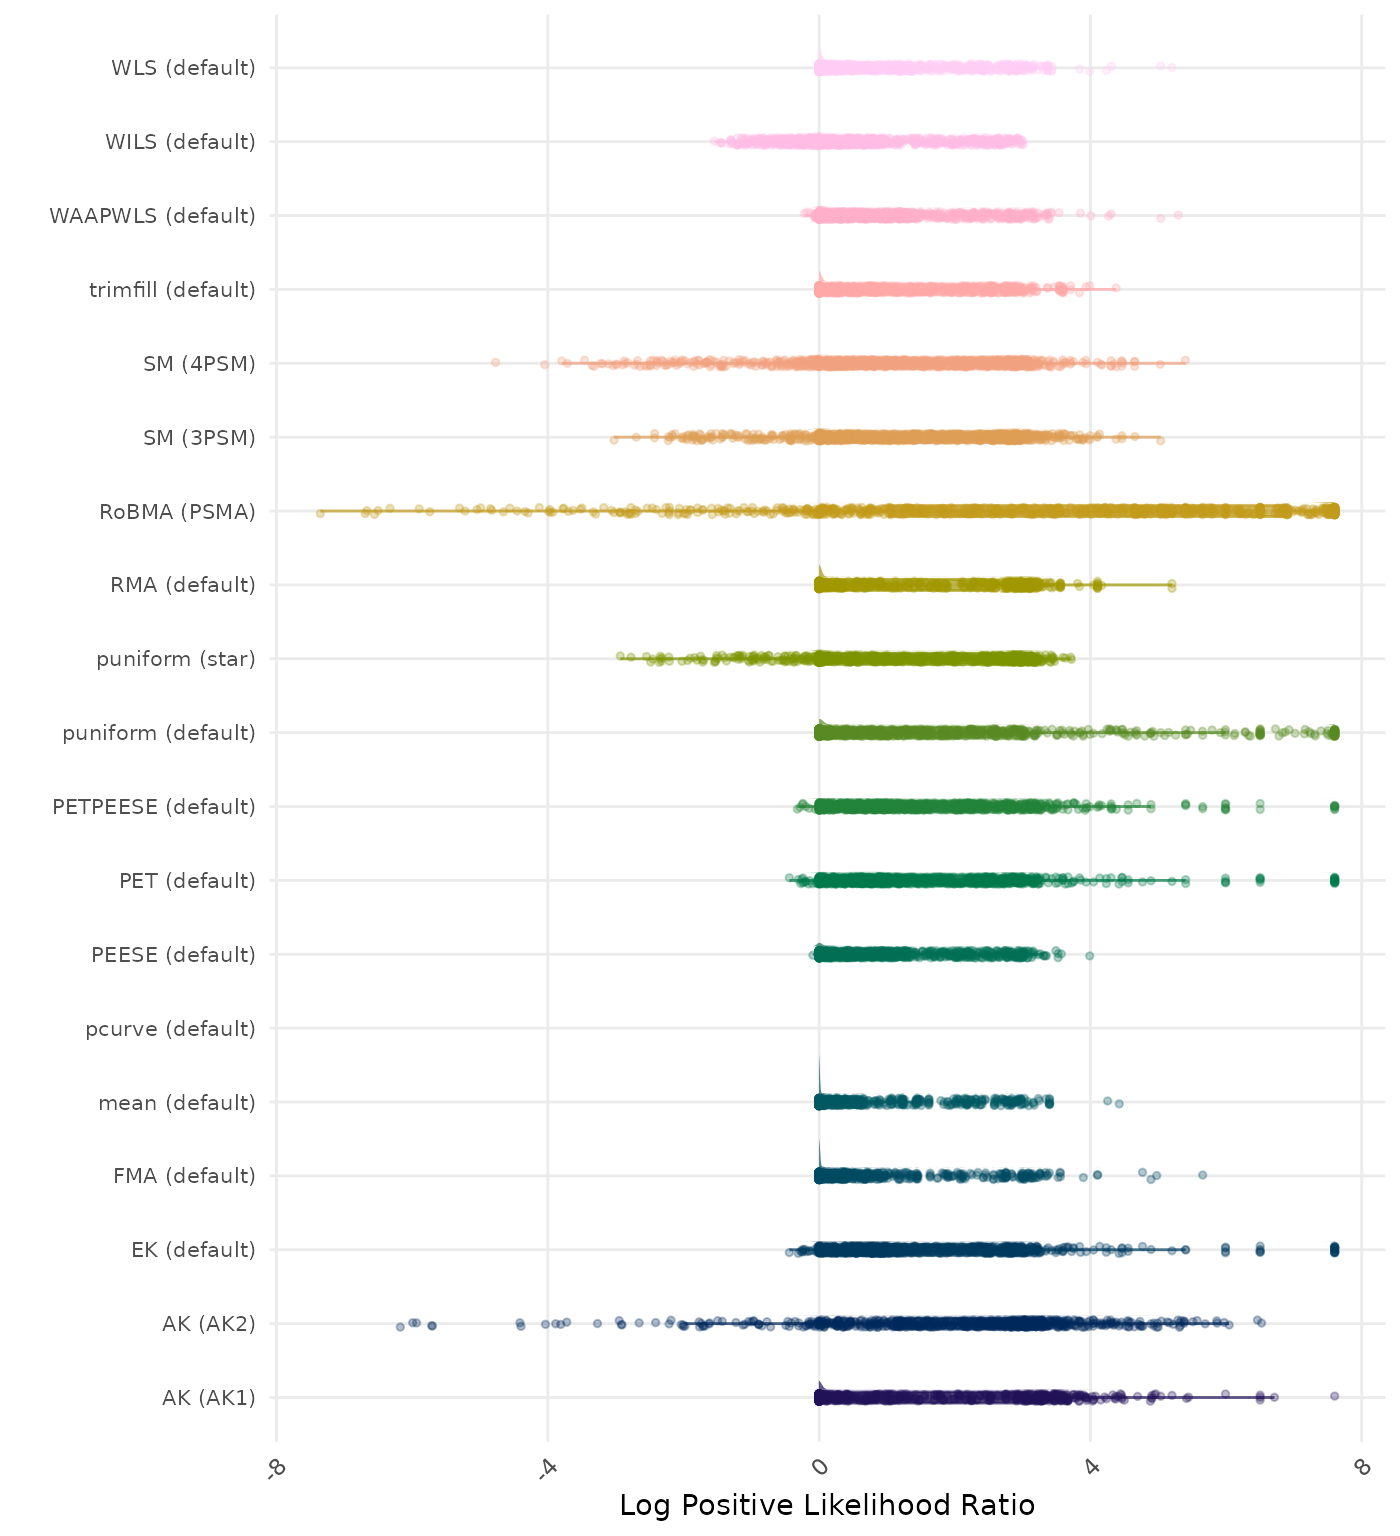 WLS (default)
WILS (default)
WAAPWLS (default)
trimfill (default)
SM (4PSM)
SM (3PSM)
RoBMA (PSMA)
RMA (default)
puniform (star)
puniform (default)
PETPEESE (default)
PET (default)
PEESE (default)
pcurve (default)
mean (default)
FMA (default)
EK (default)
AK (AK2)
AK (AK1)
-8 -4 0 4 8
Log Positive Likelihood Ratio